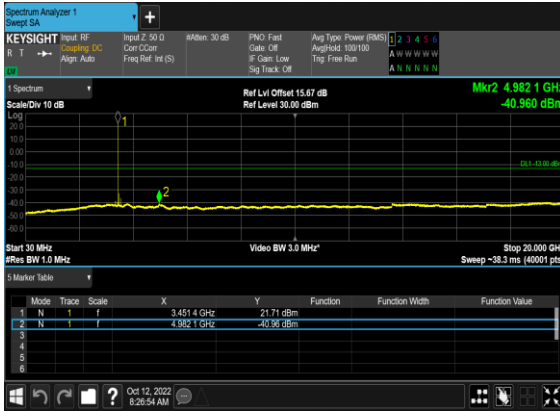 Spectrum Analyzer 1
Swept SA
+
KEYSIGHT Input: RF Input Z: 50 Ω #Atten: 30 dB PNO: Fast Avg Type: Power (RMS) 1 2 3 4 5 6
R T Coupling: DC Corr CCorr Gate: Off Avg|Hold: 100/100 A W W W W W
Align: Auto Freq Ref: Int (S) IF Gain: Low Trig: Free Run
Sig Track: Off A N N N N N
1 Spectrum Ref Lvl Offset 15.67 dB Mkr2 4.982 1 GHz
Scale/Div 10 dB Ref Level 30.00 dBm -40.960 dBm
Log
20.0
10.0
0.00
-10.0
-20.0
-30.0
-40.0
-50.0
-60.0
1
DL1 -13.00 dBm
2
Start 30 MHz Video BW 3.0 MHz* Stop 20.000 GHz
#Res BW 1.0 MHz Sweep ~38.3 ms (40001 pts)
5 Marker Table
Mode Trace Scale X Y Function Function Width Function Value
1 N 1 f 3.451 4 GHz 21.71 dBm
2 N 1 f 4.982 1 GHz -40.96 dBm
3
4
5
6
? Oct 12, 2022
8:26:54 AM